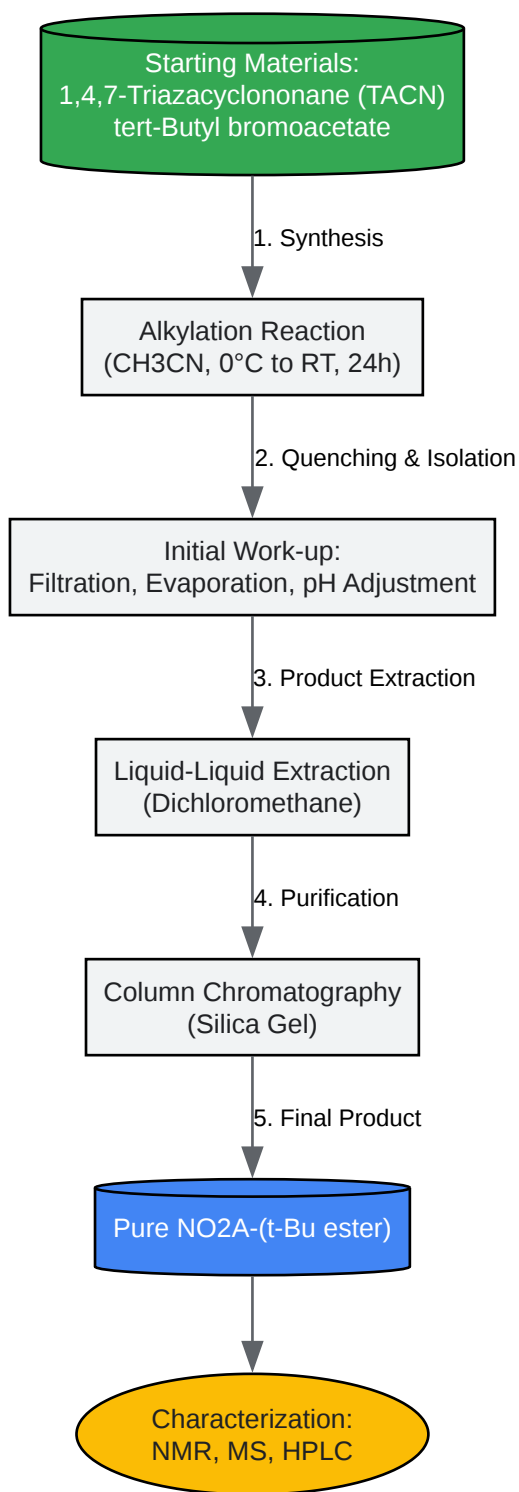 Starting Materials:
1,4,7-Triazacyclononane (TACN)
tert-Butyl bromoacetate
1. Synthesis
Alkylation Reaction
(CH3CN, 0°C to RT, 24h)
2. Quenching & Isolation
Initial Work-up:
Filtration, Evaporation, pH Adjustment
3. Product Extraction
Liquid-Liquid Extraction
(Dichloromethane)
4. Purification
Column Chromatography
(Silica Gel)
5. Final Product
Pure NO2A-(t-Bu ester)
Characterization:
NMR, MS, HPLC